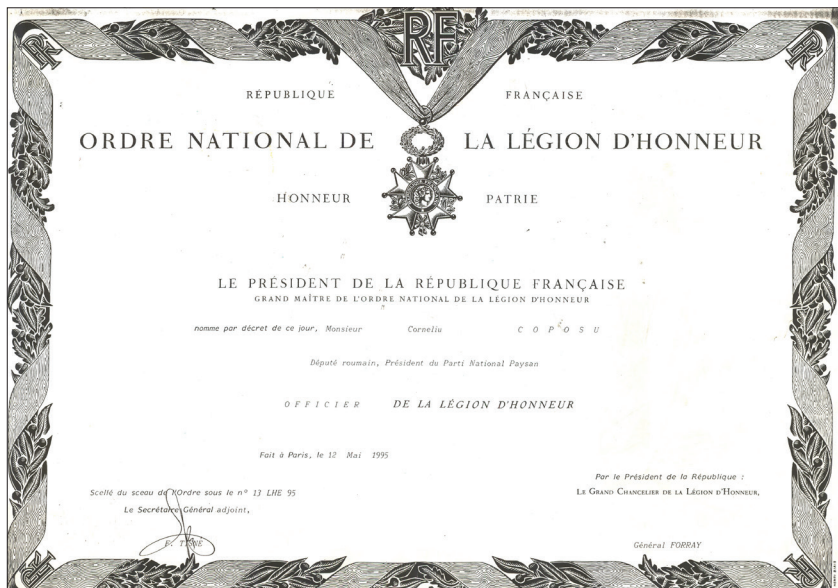 RF
RÉPUBLIQUE FRANÇAISE
ORDRE NATIONAL DE LA LÉGION D'HONNEUR
HONNEUR PATRIE
LE PRÉSIDENT DE LA RÉPUBLIQUE FRANÇAISE
GRAND MAÎTRE DE L'ORDRE NATIONAL DE LA LÉGION D'HONNEUR
nomme par décret de ce jour, Monsieur Corneliu COPOSU
Député roumain, Président du Parti National Paysan
OFFICIER DE LA LÉGION D'HONNEUR
Fait à Paris, le 12 Mai 1995
Par le Président de la République :
LE GRAND CHANCELIER DE LA LÉGION D'HONNEUR,
Général FORRAY
Scellé du sceau de l'Ordre sous le n° 13 LHE 95
Le Secrétaire Général adjoint,